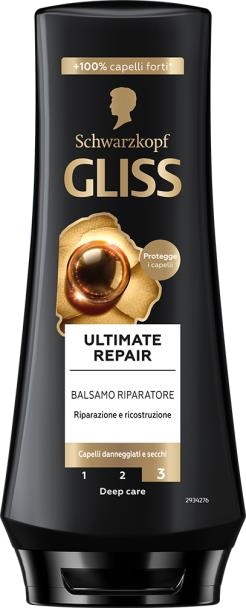 +100% capelli forti*
Schwarzkopf
GLISS
Protegge
i capelli
ULTIMATE
REPAIR
BALSAMO RIPARATORE
Riparazione e ricostruzione
Capelli danneggiati e secchi
1 2 3
Deep care
2934276